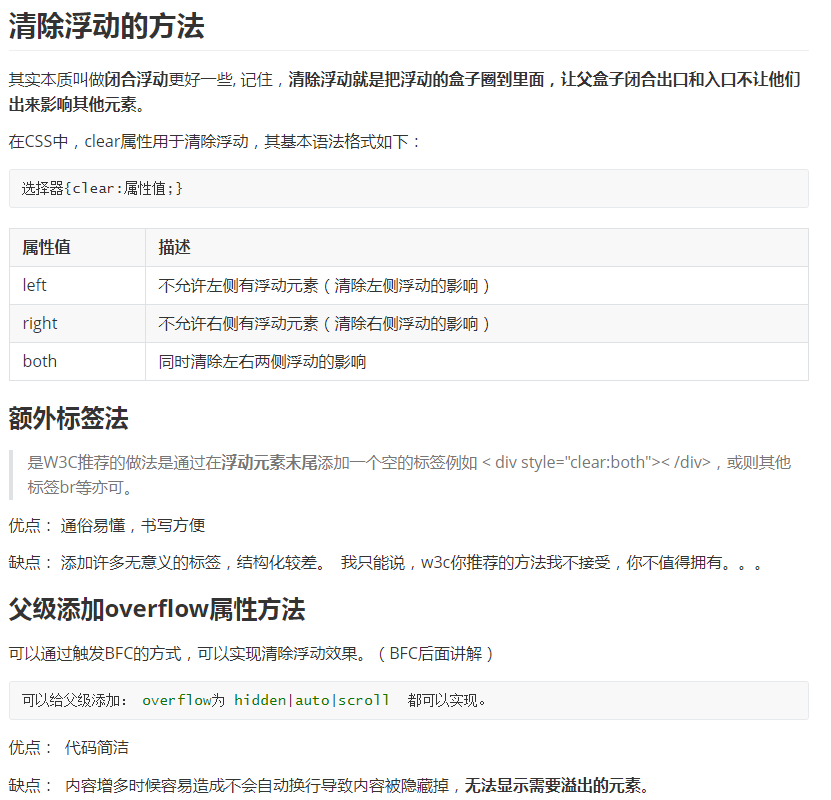 清除浮动的方法
其实本质叫做闭合浮动更好一些, 记住，清除浮动就是把浮动的盒子圈到里面，让父盒子闭合出口和入口不让他们
出来影响其他元素。
在CSS中，clear属性用于清除浮动，其基本语法格式如下：
选择器{clear:属性值;}
属性值 描述
left 不允许左侧有浮动元素（清除左侧浮动的影响）
right 不允许右侧有浮动元素（清除右侧浮动的影响）
both 同时清除左右两侧浮动的影响
额外标签法
是W3C推荐的做法是通过在浮动元素末尾添加一个空的标签例如 < div style="clear:both">< /div>，或则其他
标签br等亦可。
优点： 通俗易懂，书写方便
缺点： 添加许多无意义的标签，结构化较差。 我只能说，w3c你推荐的方法我不接受，你不值得拥有。。。
父级添加overflow属性方法
可以通过触发BFC的方式，可以实现清除浮动效果。（BFC后面讲解）
可以给父级添加： overflow为 hidden|auto|scroll 都可以实现。
优点： 代码简洁
缺点： 内容增多时候容易造成不会自动换行导致内容被隐藏掉，无法显示需要溢出的元素。